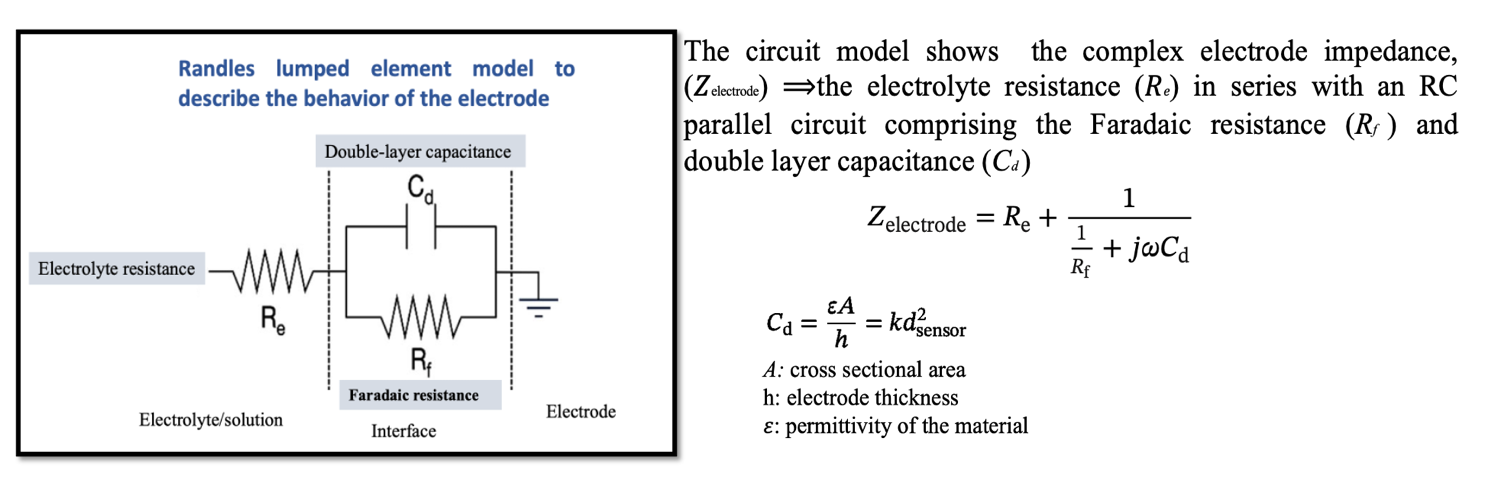 Randles lumped element model to
describe the behavior of the electrode
Double-layer capacitance
C_d
Electrolyte resistance
R_e
R_f
Faradaic resistance
Electrolyte/solution
Interface
Electrode
The circuit model shows the complex electrode impedance,
(Z_electrode) ⟹the electrolyte resistance (R_e) in series with an RC
parallel circuit comprising the Faradaic resistance (R_f ) and
double layer capacitance (C_d)
Z_electrode = R_e + 1 / (1/R_f + jωC_d)
C_d = εA/h = kd²_sensor
A: cross sectional area
h: electrode thickness
ε: permittivity of the material